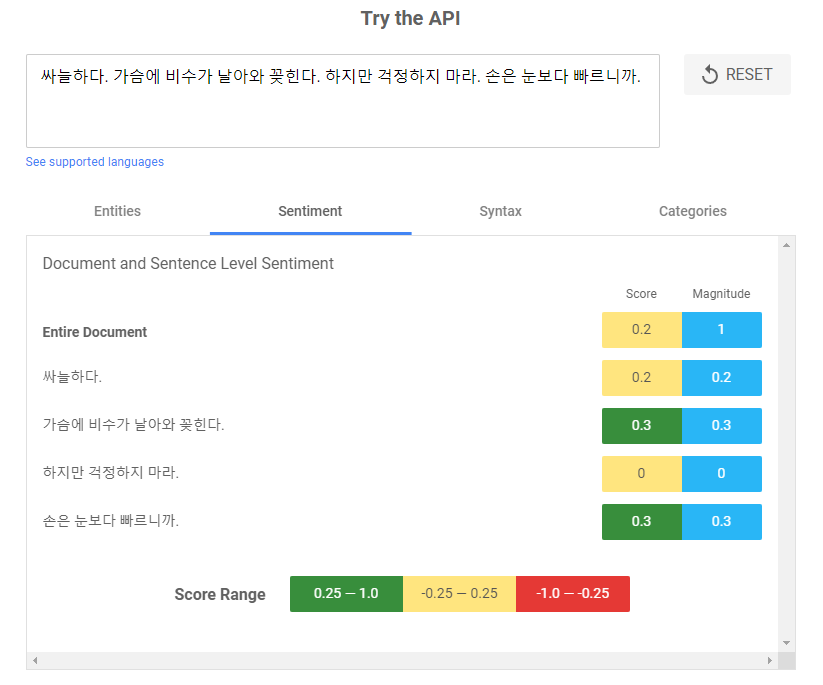 Try the API
싸늘하다. 가슴에 비수가 날아와 꽂힌다. 하지만 걱정하지 마라. 손은 눈보다 빠르니까.
RESET
See supported languages
Entities Sentiment Syntax Categories
Document and Sentence Level Sentiment
Score Magnitude
Entire Document 0.2 1
싸늘하다. 0.2 0.2
가슴에 비수가 날아와 꽂힌다. 0.3 0.3
하지만 걱정하지 마라. 0 0
손은 눈보다 빠르니까. 0.3 0.3
Score Range 0.25 — 1.0 -0.25 — 0.25 -1.0 — -0.25